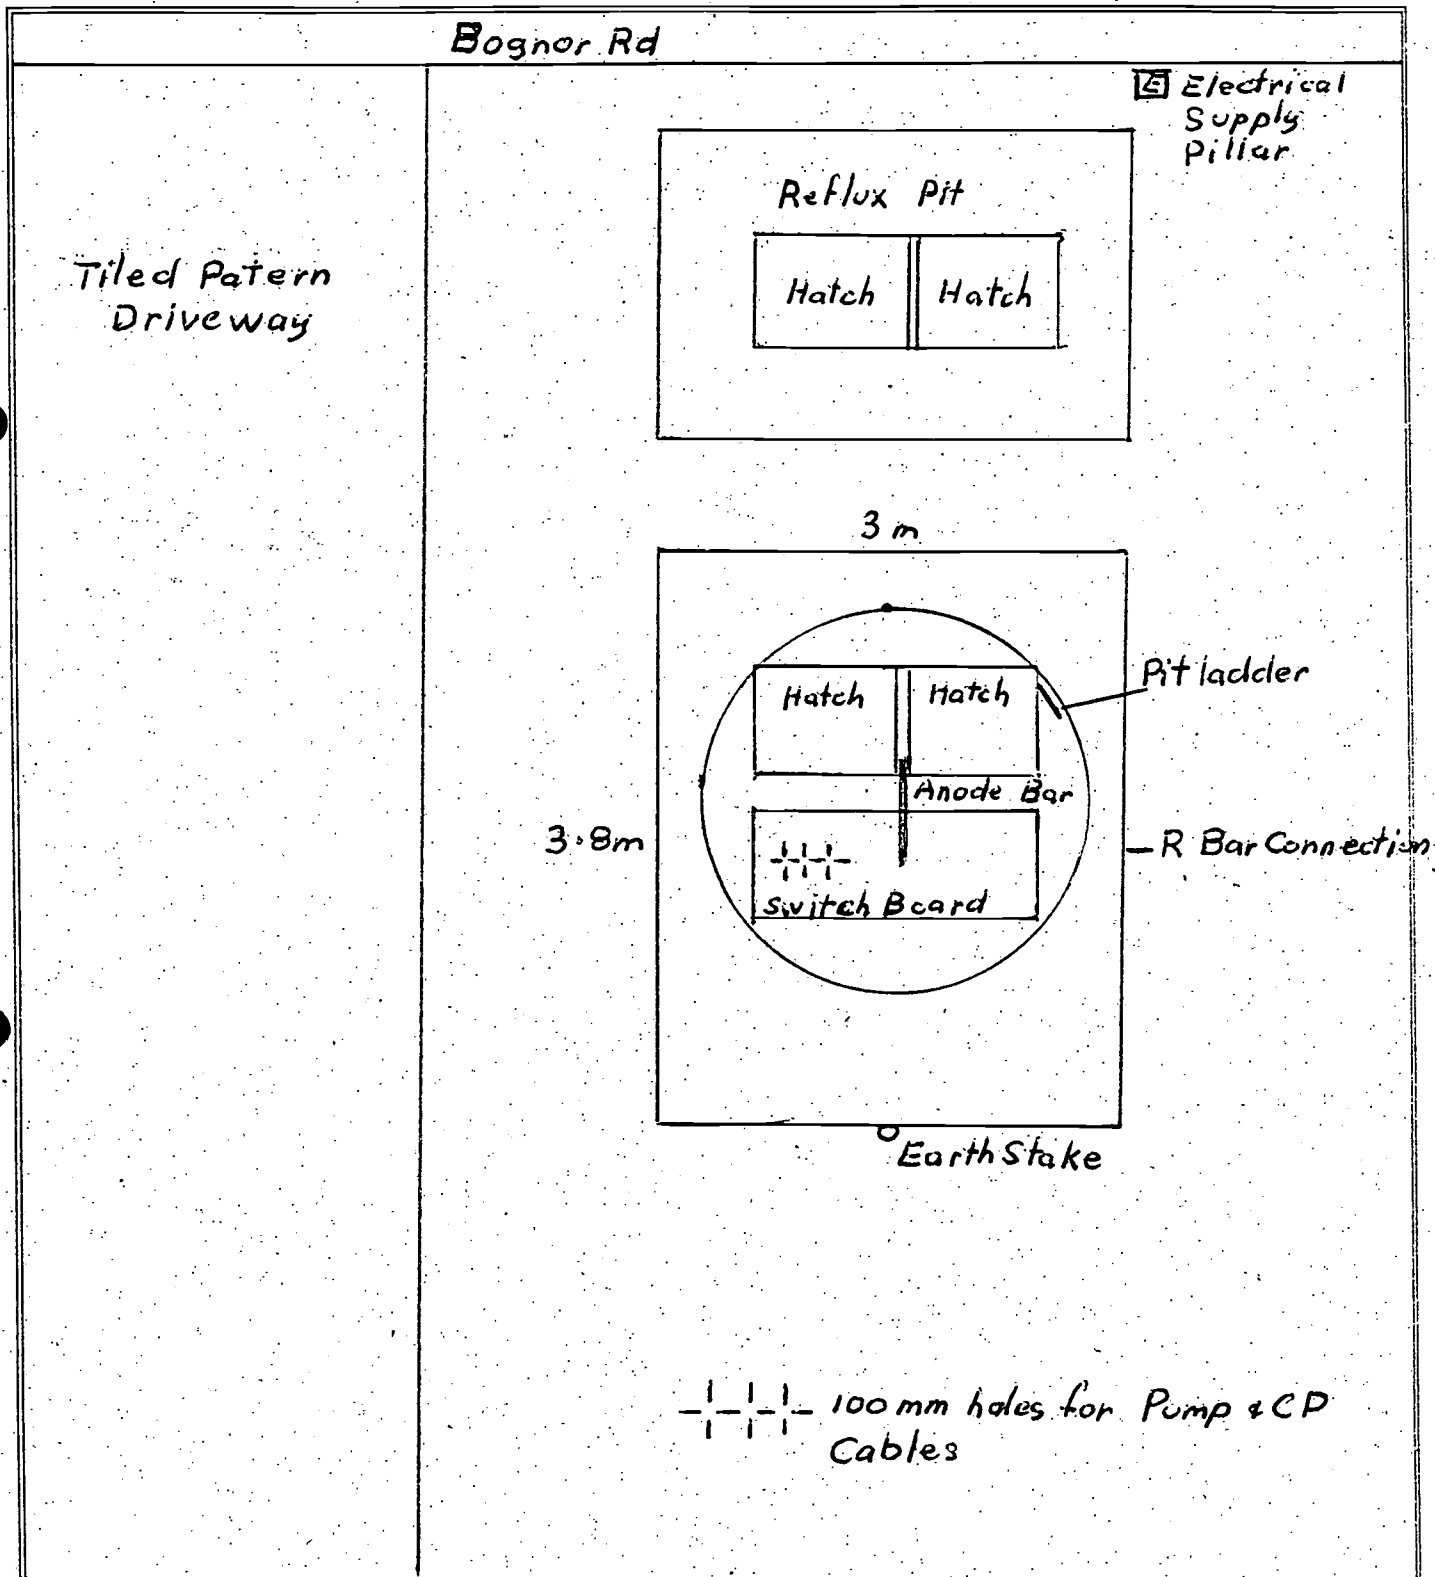 Bognor Rd
E Electrical
Supply
Pillar
Reflux Pit
Hatch Hatch
Tiled Patern
Driveway
3 m
Pit ladder
Hatch Hatch
Anode Bar
3.8m
R Bar Connection
Switch Board
Earth Stake
100 mm holes for Pump & CP
Cables